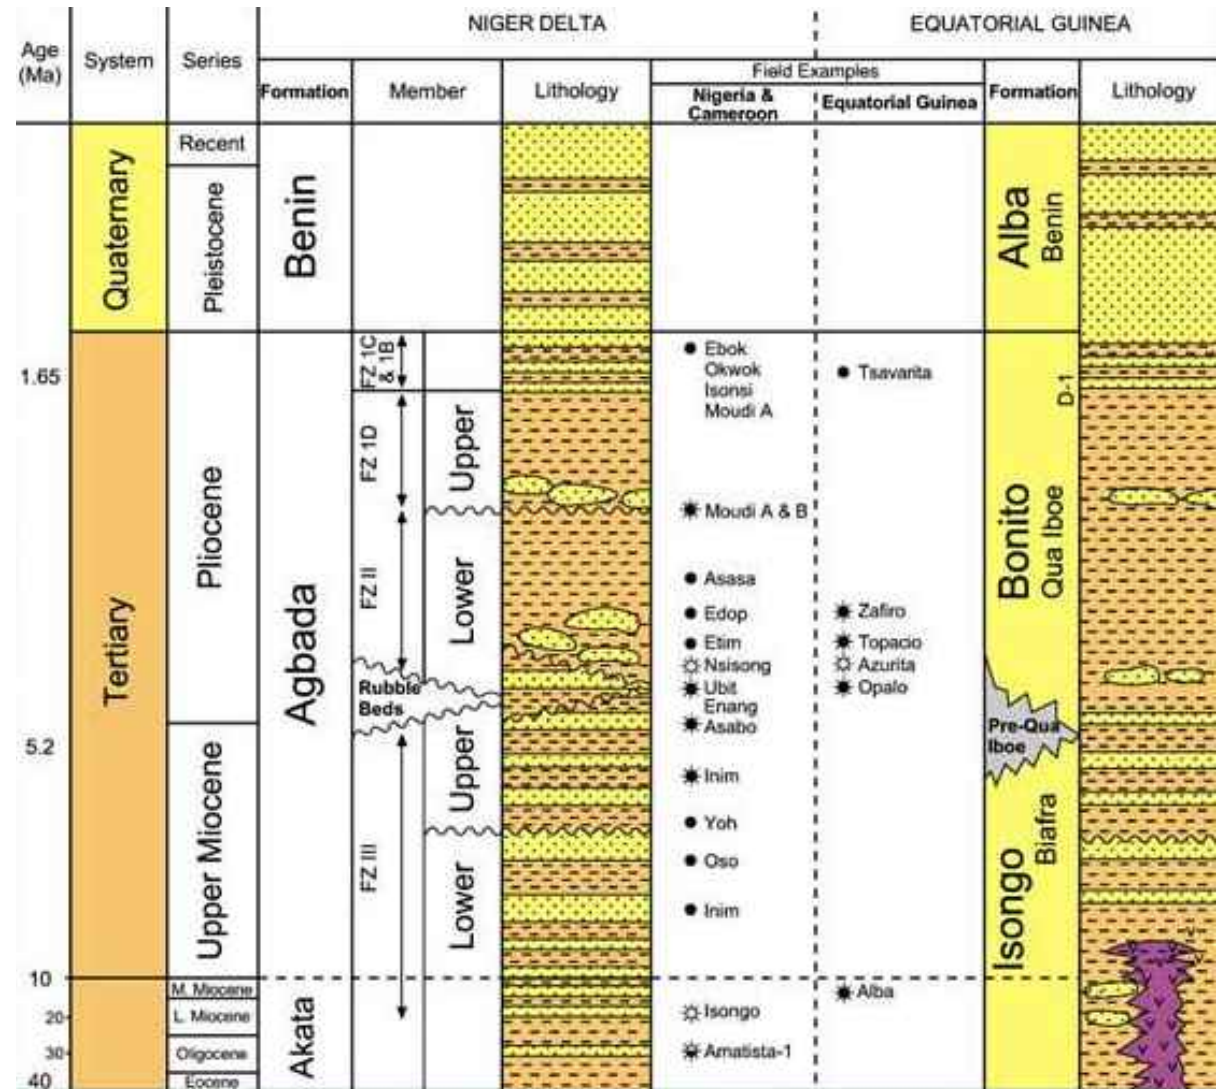 NIGER DELTA
EQUATORIAL GUINEA
Age
(Ma)
System
Series
Formation
Member
Lithology
Field Examples
Nigeria &
Cameroon
Equatorial Guinea
Formation
Lithology
Quaternary
Recent
Pleistocene
Benin
Alba
Benin
1.65
Tertiary
Pliocene
Agbada
FZ 1C
& 1B
FZ 1D
Upper
FZ II
Lower
Rubble
Beds
Ebok
Okwok
Isonsi
Moudi A
Tsavarita
D-1
Moudi A & B
Asasa
Edop
Etim
Nsisong
Ubit
Enang
Asabo
Zafiro
Topacio
Azurita
Opalo
Bonito
Qua Iboe
Pre-Qua
Iboe
5.2
Upper Miocene
FZ III
Upper
Lower
Inim
Yoh
Oso
Inim
Isongo
Biafra
10
M. Miocene
Alba
20
L. Miocene
Akata
Isongo
30
Oligocene
Amatista-1
40
Eocene